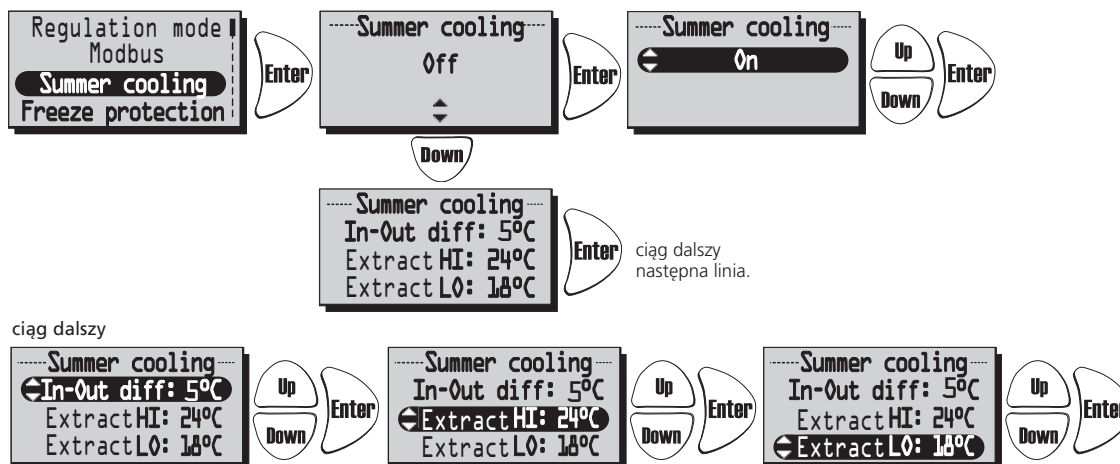 Regulation mode
Modbus
Summer cooling
Freeze protection
Enter
Summer cooling
Off
Enter
Summer cooling
On
Up
Down
Enter
Down
Summer cooling
In-Out diff: 5°C
Extract HI: 24°C
Extract LO: 18°C
Enter
ciąg dalszy
następna linia.
ciąg dalszy
Summer cooling
In-Out diff: 5°C
Extract HI: 24°C
Extract LO: 18°C
Up
Down
Enter
Summer cooling
In-Out diff: 5°C
Extract HI: 24°C
Extract LO: 18°C
Up
Down
Enter
Summer cooling
In-Out diff: 5°C
Extract HI: 24°C
Extract LO: 18°C
Up
Down
Enter